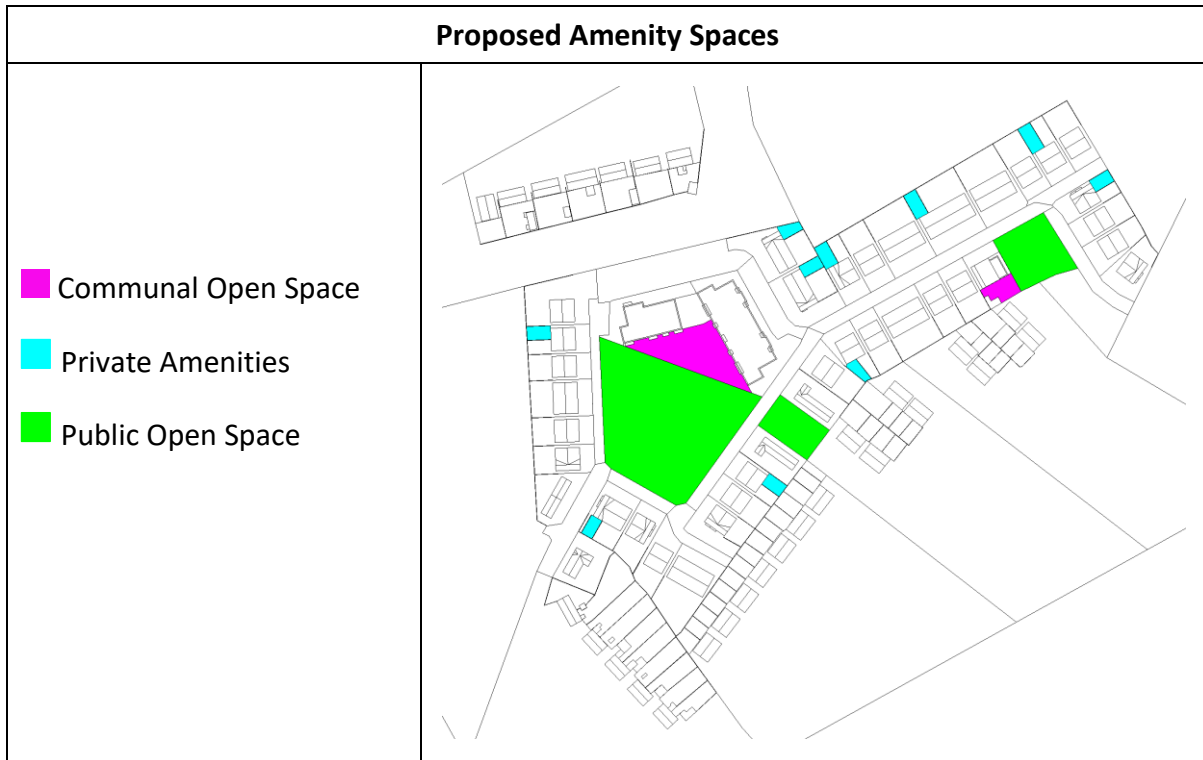 Proposed Amenity Spaces
Communal Open Space
Private Amenities
Public Open Space